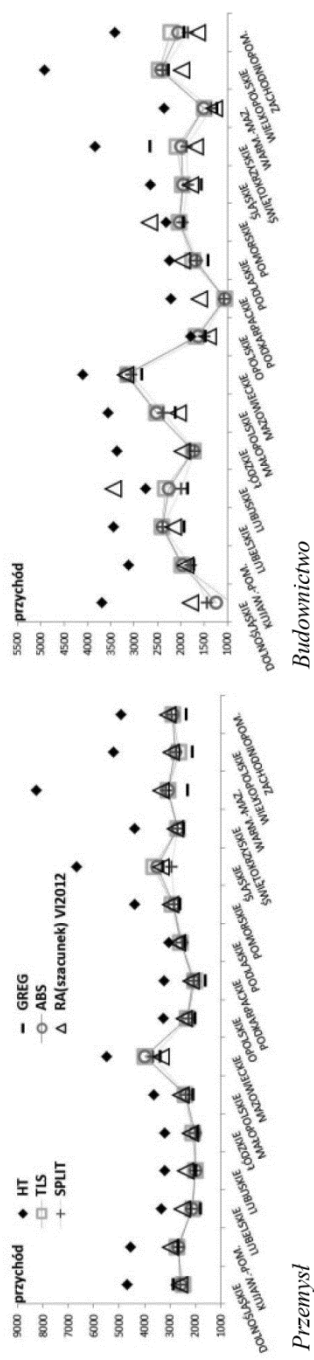 przychód
9000
8000
7000
6000
5000
4000
3000
2000
1000
0
HT
TLS
SPLIT
GREG
ABS
RA(szacunek) VI2012
DOLNOŚLĄSKIE
KUJAW.-POM.
LUBELSKIE
LUBUSKIE
ŁÓDZKIE
MAŁOPOLSKIE
MAZOWIECKIE
OPOLSKIE
PODKARPACKIE
PODLASKIE
POMORSKIE
ŚLĄSKIE
ŚWIĘTOKRZYSKIE
WARM.-MAZ.
WIELKOPOLSKIE
ZACHODNIOPOM.
Przemysł
przychód
5500
5000
4500
4000
3500
3000
2500
2000
1500
1000
DOLNOŚLĄSKIE
KUJAW.-POM.
LUBELSKIE
LUBUSKIE
ŁÓDZKIE
MAŁOPOLSKIE
MAZOWIECKIE
OPOLSKIE
PODKARPACKIE
PODLASKIE
POMORSKIE
ŚLĄSKIE
ŚWIĘTOKRZYSKIE
WARM.-MAZ.
WIELKOPOLSKIE
ZACHODNIOPOM.
Budownictwo